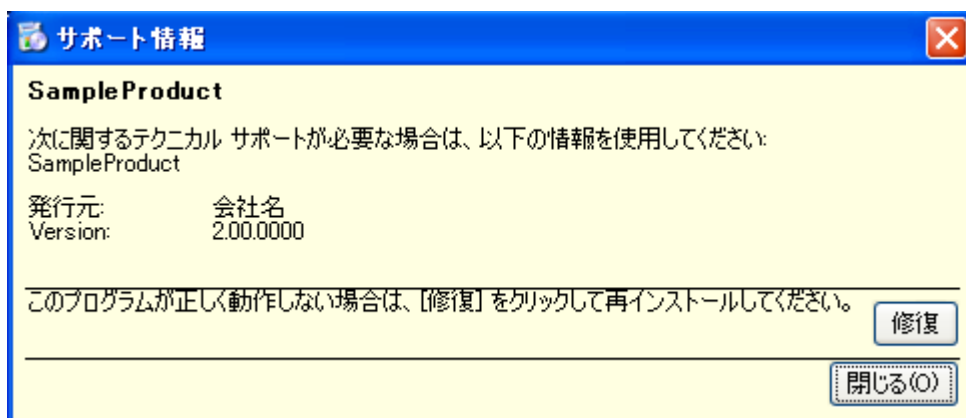 サポート情報
SampleProduct
次に関するテクニカル サポートが必要な場合は、以下の情報を使用してください:
SampleProduct
発行元: 会社名
Version: 2.00.0000
このプログラムが正しく動作しない場合は、[修復] をクリックして再インストールしてください。
修復
閉じる(O)